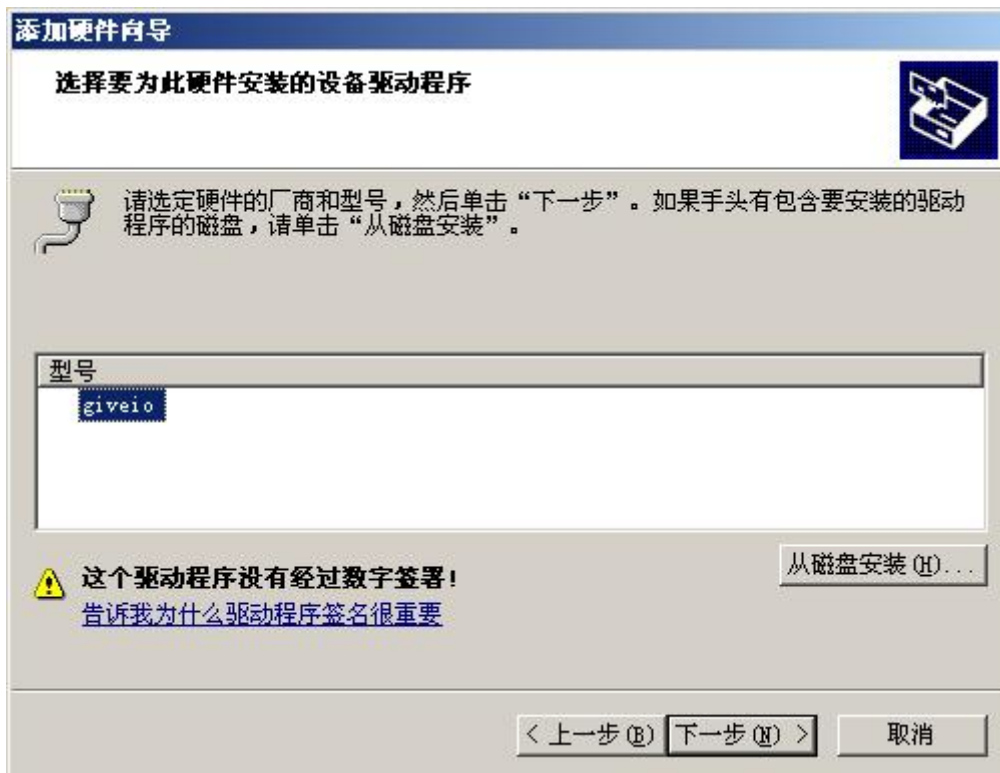 添加硬件向导
选择要为此硬件安装的设备驱动程序
请选定硬件的厂商和型号，然后单击“下一步”。如果手头有包含要安装的驱动
程序的磁盘，请单击“从磁盘安装”。
型号
giveio
从磁盘安装(H)...
这个驱动程序没有经过数字签署!
告诉我为什么驱动程序签名很重要
< 上一步(B) 下一步(N) > 取消